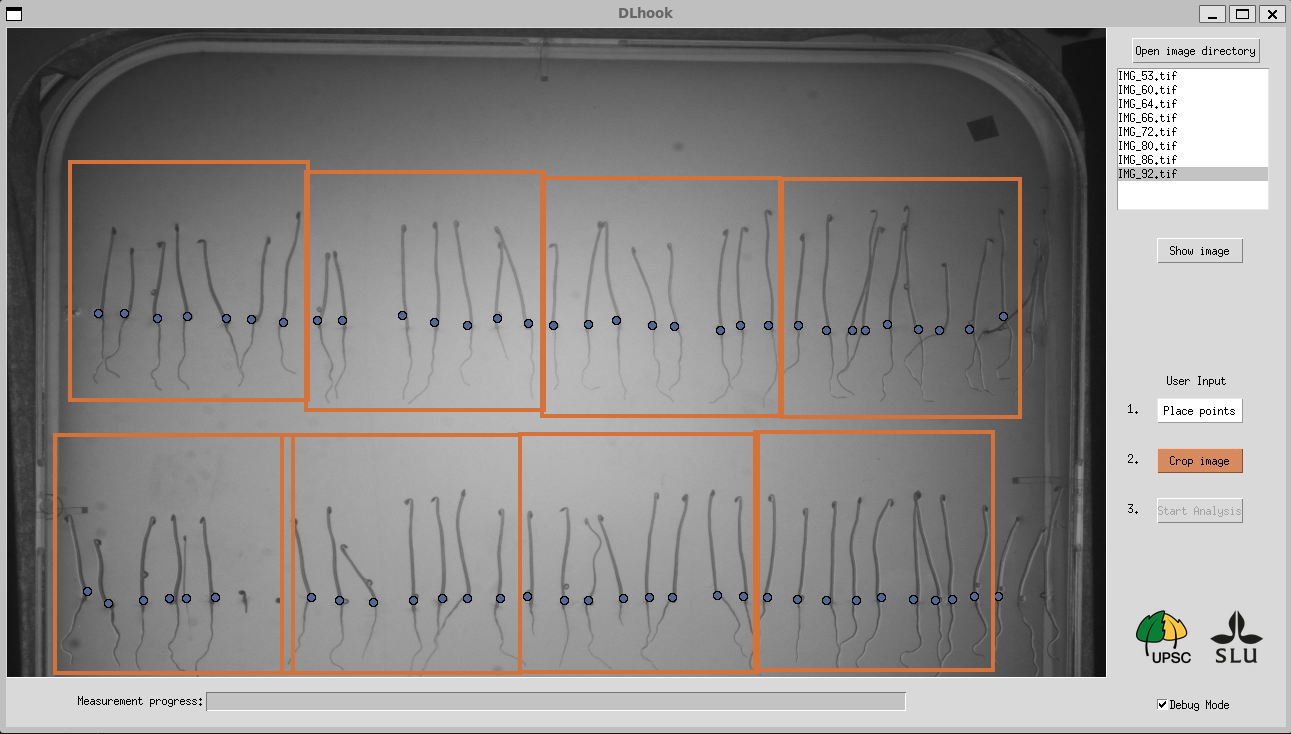 DLhook
Open image directory
IMG_53.tif
IMG_60.tif
IMG_64.tif
IMG_66.tif
IMG_72.tif
IMG_80.tif
IMG_86.tif
IMG_92.tif
Show image
User Input
1. Place points
2. Crop image
3. Start Analysis
UPSC SLU
Measurement progress:
Debug Mode